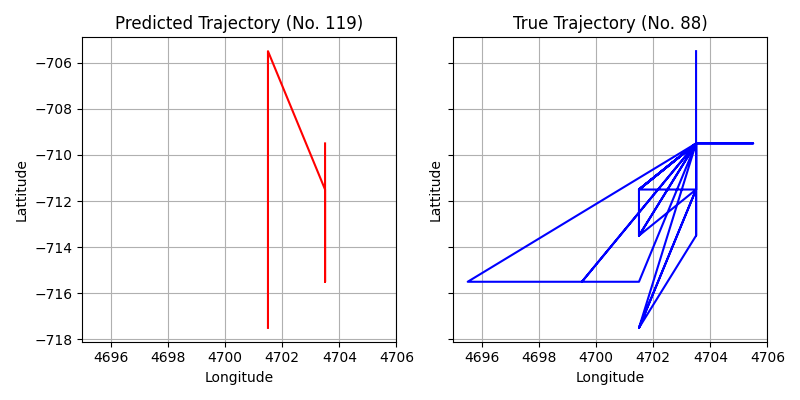 Predicted Trajectory (No. 119)
True Trajectory (No. 88)
−706
−708
−710
−712
−714
−716
−718
Lattitude
Lattitude
4696 4698 4700 4702 4704 4706
4696 4698 4700 4702 4704 4706
Longitude
Longitude